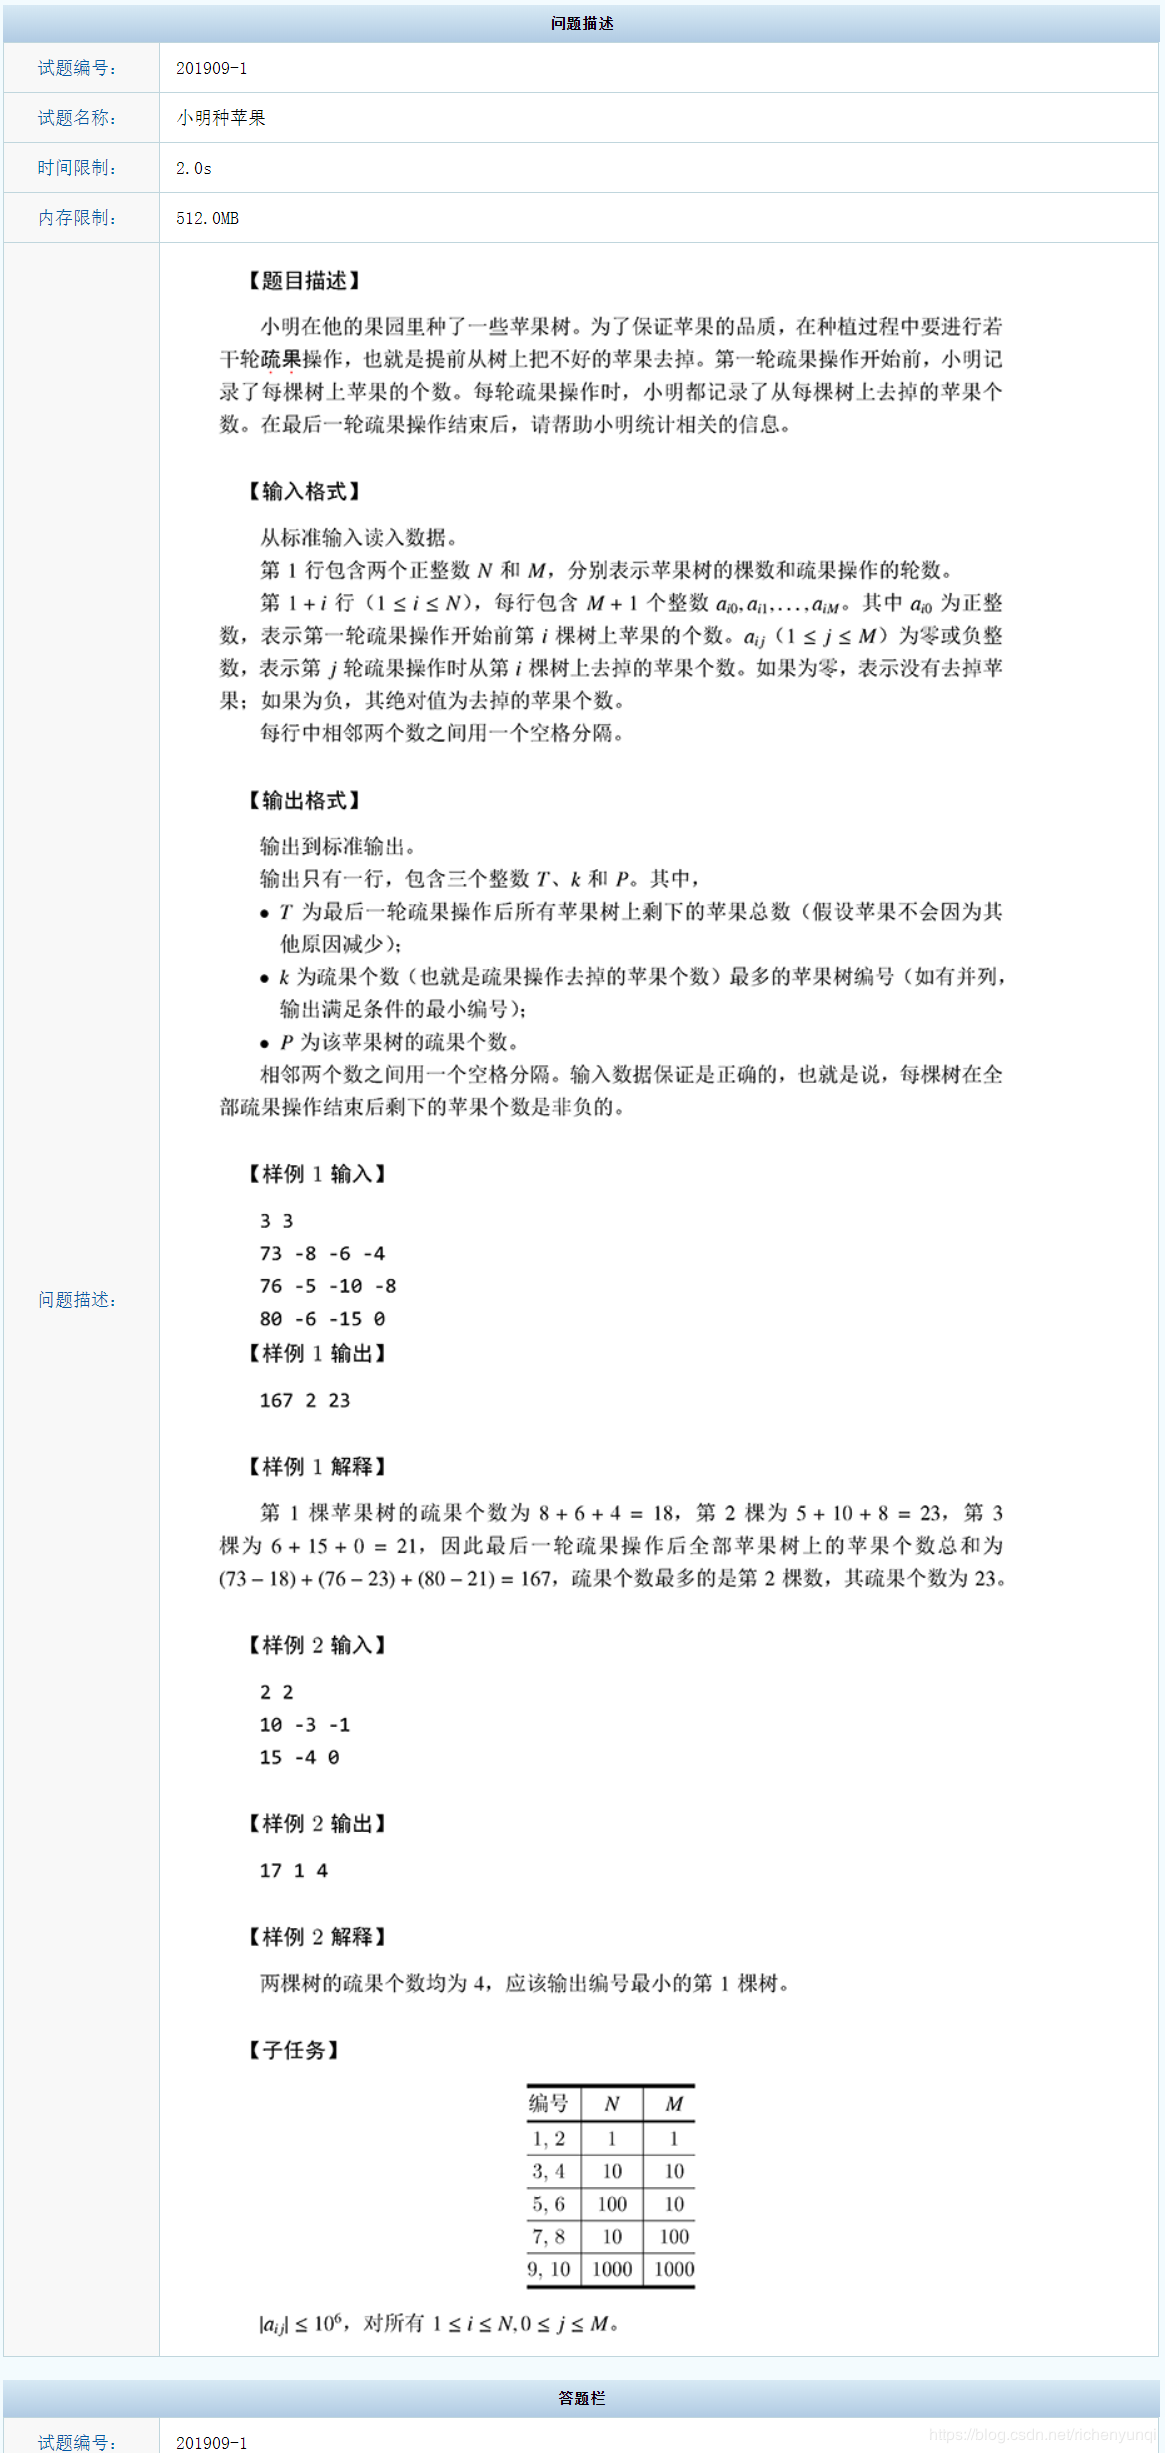 问题描述
试题编号： 201909-1
试题名称： 小明种苹果
时间限制： 2.0s
内存限制： 512.0MB
问题描述：
【题目描述】
小明在他的果园里种了一些苹果树。为了保证苹果的品质，在种植过程中要进行若
干轮疏果操作，也就是提前从树上把不好的苹果去掉。第一轮疏果操作开始前，小明记
录了每棵树上苹果的个数。每轮疏果操作时，小明都记录了从每棵树上去掉的苹果个
数。在最后一轮疏果操作结束后，请帮助小明统计相关的信息。
【输入格式】
从标准输入读入数据。
第 1 行包含两个正整数 N 和 M，分别表示苹果树的棵数和疏果操作的轮数。
第 1 + i 行（1 ≤ i ≤ N），每行包含 M + 1 个整数 ai0, ai1, . . . , aiM。其中 ai0 为正整
数，表示第一轮疏果操作开始前第 i 棵树上苹果的个数。aij（1 ≤ j ≤ M）为零或负整
数，表示第 j 轮疏果操作时从第 i 棵树上去掉的苹果个数。如果为零，表示没有去掉苹
果；如果为负，其绝对值为去掉的苹果个数。
每行中相邻两个数之间用一个空格分隔。
【输出格式】
输出到标准输出。
输出只有一行，包含三个整数 T、k 和 P。其中，
• T 为最后一轮疏果操作后所有苹果树上剩下的苹果总数（假设苹果不会因为其
他原因减少）；
• k 为疏果个数（也就是疏果操作去掉的苹果个数）最多的苹果树编号（如有并列，
输出满足条件的最小编号）；
• P 为该苹果树的疏果个数。
相邻两个数之间用一个空格分隔。输入数据保证是正确的，也就是说，每棵树在全
部疏果操作结束后剩下的苹果个数是非负的。
【样例 1 输入】
3 3
73 -8 -6 -4
76 -5 -10 -8
80 -6 -15 0
【样例 1 输出】
167 2 23
【样例 1 解释】
第 1 棵苹果树的疏果个数为 8 + 6 + 4 = 18，第 2 棵为 5 + 10 + 8 = 23，第 3
棵为 6 + 15 + 0 = 21，因此最后一轮疏果操作后全部苹果树上的苹果个数总和为
(73 − 18) + (76 − 23) + (80 − 21) = 167，疏果个数最多的是第 2 棵数，其疏果个数为 23。
【样例 2 输入】
2 2
10 -3 -1
15 -4 0
【样例 2 输出】
17 1 4
【样例 2 解释】
两棵树的疏果个数均为 4，应该输出编号最小的第 1 棵树。
【子任务】
编号 N M
1, 2 1 1
3, 4 10 10
5, 6 100 10
7, 8 10 100
9, 10 1000 1000
|aij| ≤ 10⁶，对所有 1 ≤ i ≤ N, 0 ≤ j ≤ M。
答题栏
试题编号： 201909-1
https://blog.csdn.net/richenyunqi